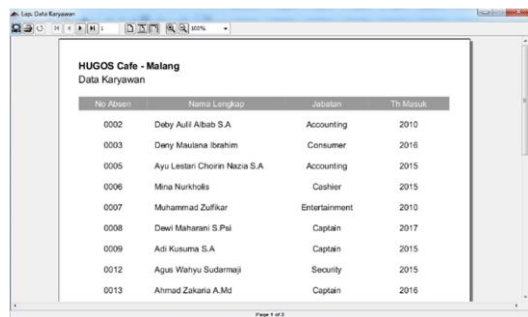 Lap. Data Karyawan
1
100%
HUGOS Cafe - Malang
Data Karyawan
No Absen Nama Lengkap Jabatan Th Masuk
0002 Deby Aulil Albab S.A Accounting 2010
0003 Deny Maulana Ibrahim Consumer 2016
0005 Ayu Lestari Choirin Nazia S.A Accounting 2015
0006 Mina Nurkholis Cashier 2015
0007 Muhammad Zulfikar Entertainment 2010
0008 Dewi Maharani S.Psi Captain 2017
0009 Adi Kusuma S.A Captain 2015
0012 Agus Wahyu Sudarmaji Security 2015
0013 Ahmad Zakaria A.Md Captain 2016
Page 1 of 2